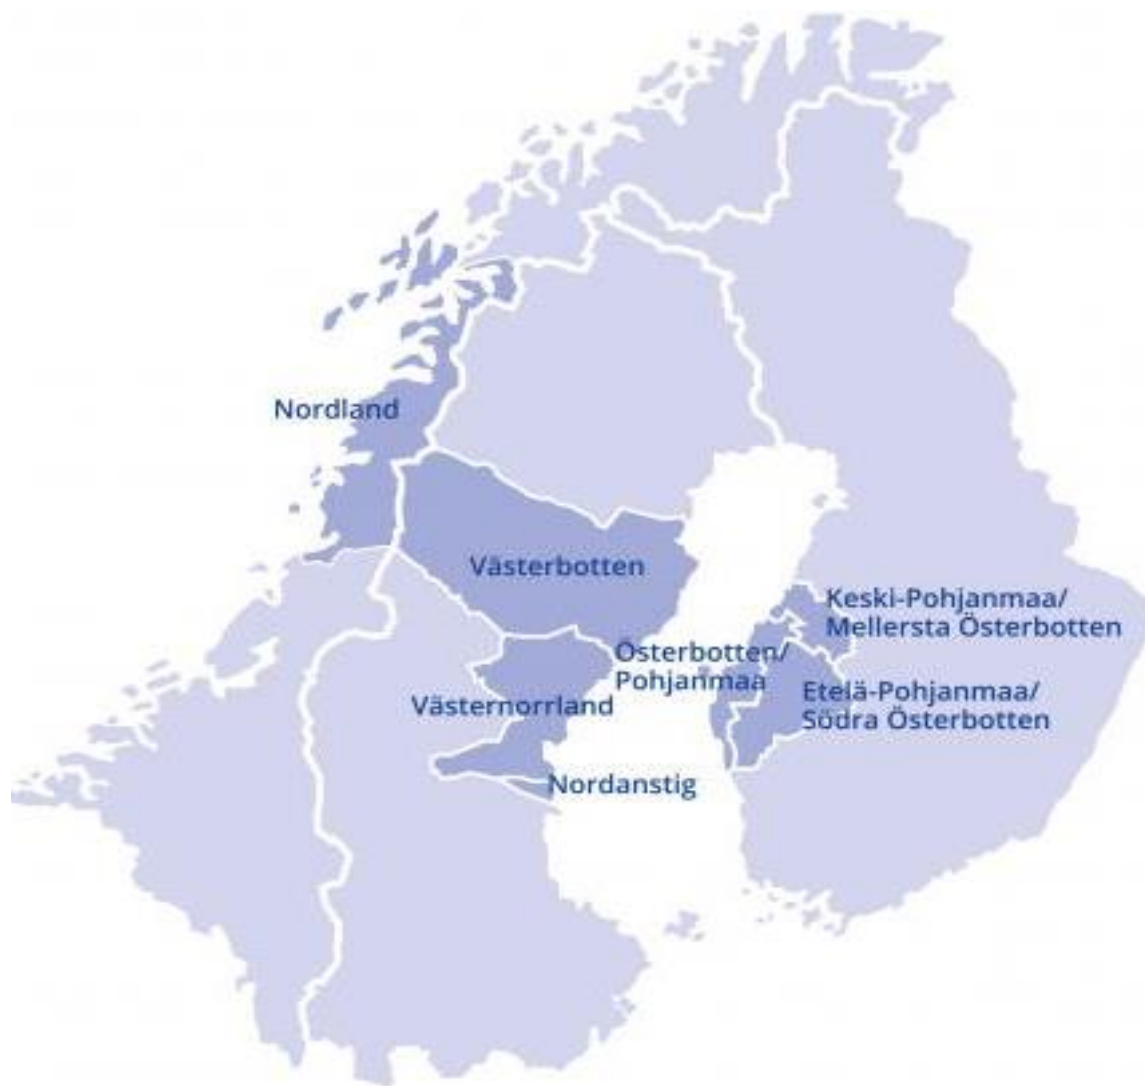 Nordland
Västerbotten
Keski-Pohjanmaa/
Mellersta Österbotten
Österbotten/
Pohjanmaa
Etelä-Pohjanmaa/
Södra Österbotten
Västernorrland
Nordanstig